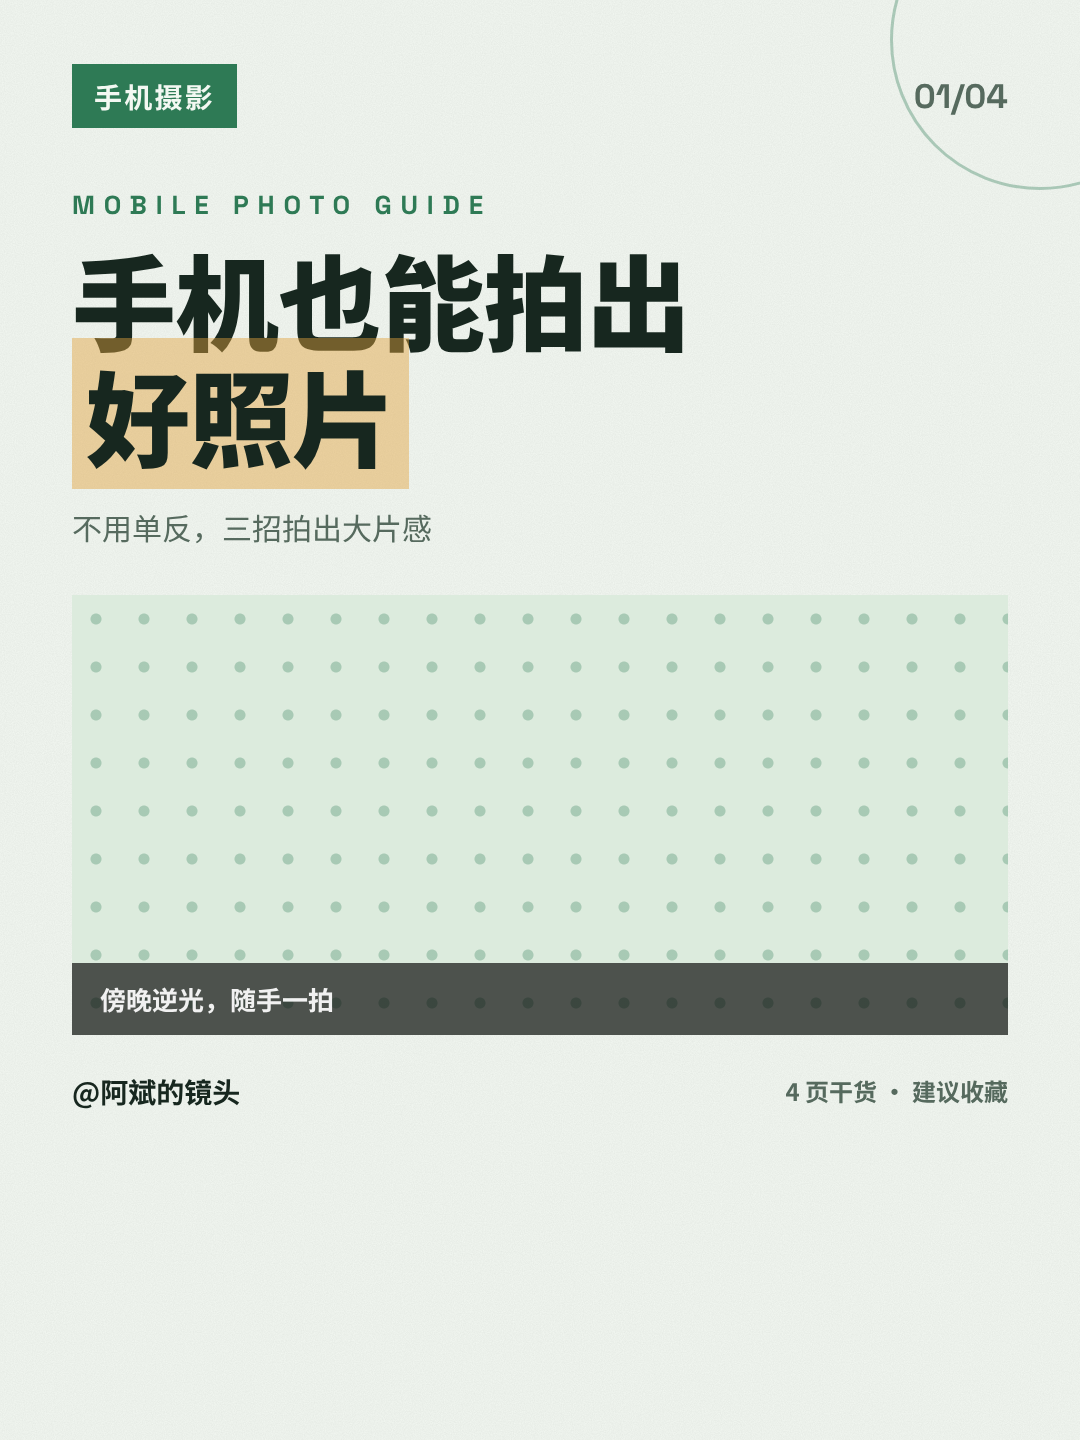 手机摄影
01/04
MOBILE PHOTO GUIDE
手机也能拍出
好照片
不用单反，三招拍出大片感
傍晚逆光，随手一拍
@阿斌的镜头
4 页干货 · 建议收藏